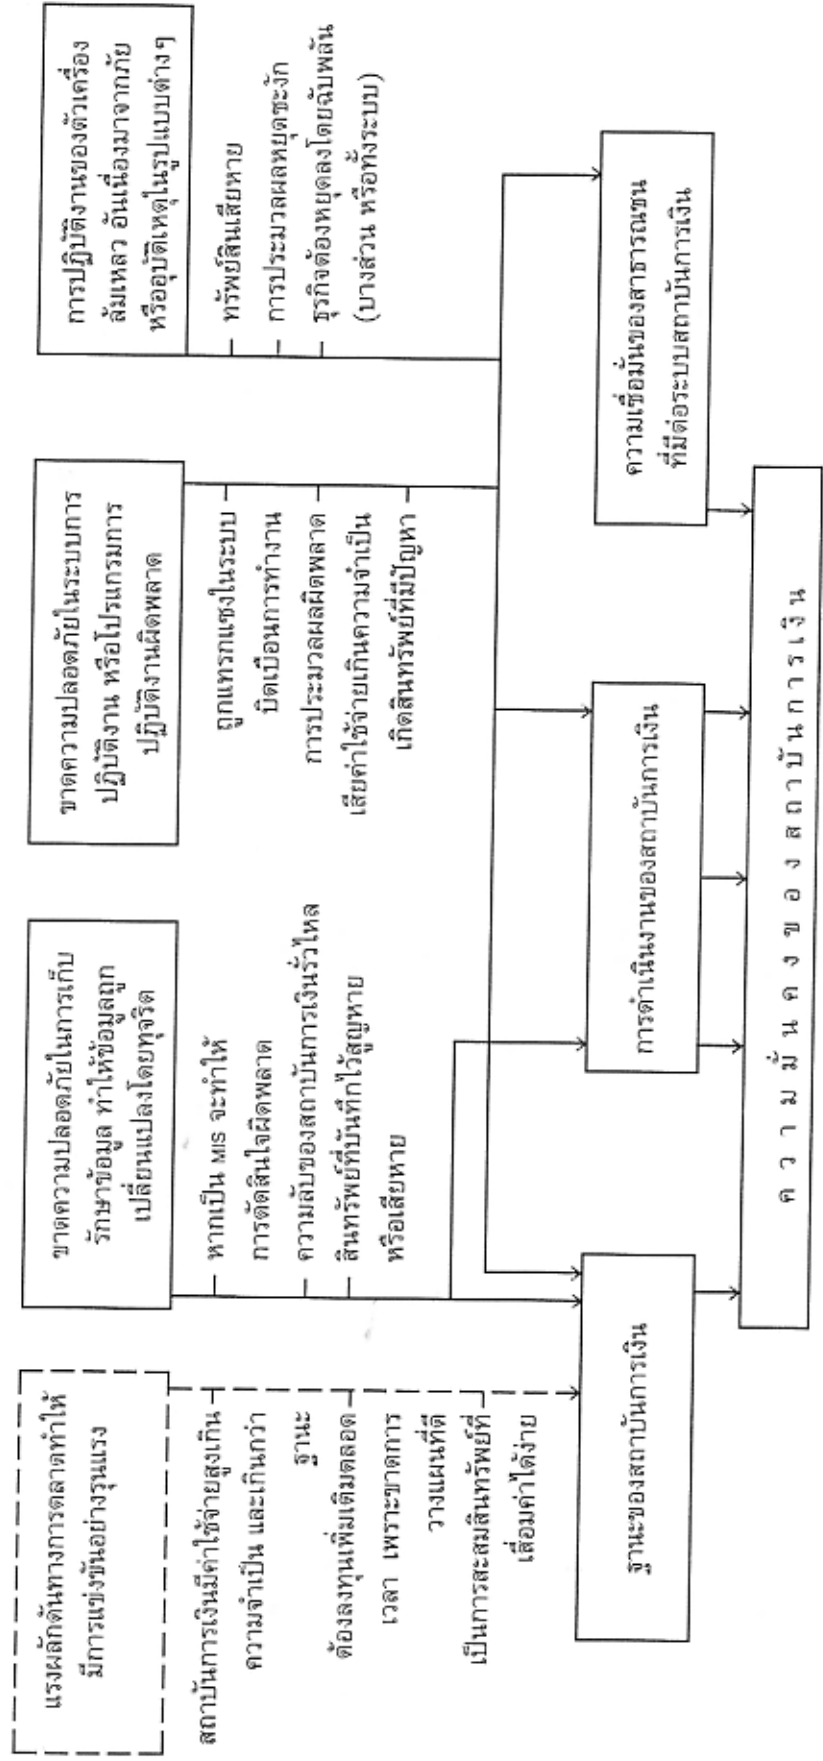 แรงผลักดันทางการตลาดทำให้
มีการแข่งขันอย่างรุนแรง
สถาบันการเงินมีค่าใช้จ่ายสูงเกิน
ความจำเป็น และเกินกว่า
ฐานะ
ต้องลงทุนเพิ่มเติมตลอด
เวลา เพราะขาดการ
วางแผนที่ดี
เป็นการสะสมสินทรัพย์ที่
เสื่อมค่าได้ง่าย
ขาดความปลอดภัยในการเก็บ
รักษาข้อมูล ทำให้ข้อมูลถูก
เปลี่ยนแปลงโดยทุจริต
หากเป็น MIS จะทำให้
การตัดสินใจผิดพลาด
ความลับของสถาบันการเงินรั่วไหล
สินทรัพย์ที่บันทึกไว้สูญหาย
หรือเสียหาย
ขาดความปลอดภัยในระบบการ
ปฏิบัติงาน หรือโปรแกรมการ
ปฏิบัติงานผิดพลาด
ถูกแทรกแซงในระบบ
บิดเบือนการทำงาน
การประมวลผลผิดพลาด
เสียค่าใช้จ่ายเกินความจำเป็น
เกิดสินทรัพย์ที่มีปัญหา
การปฏิบัติงานของตัวเครื่อง
ล้มเหลว อันเนื่องมาจากภัย
หรืออุบัติเหตุในรูปแบบต่างๆ
ทรัพย์สินเสียหาย
การประมวลผลหยุดชะงัก
ธุรกิจต้องหยุดลงโดยฉับพลัน
(บางส่วน หรือทั้งระบบ)
ฐานะของสถาบันการเงิน
การดำเนินงานของสถาบันการเงิน
ความเชื่อมั่นของสาธารณชน
ที่มีต่อระบบสถาบันการเงิน
ความมั่นคงของสถาบันการเงิน